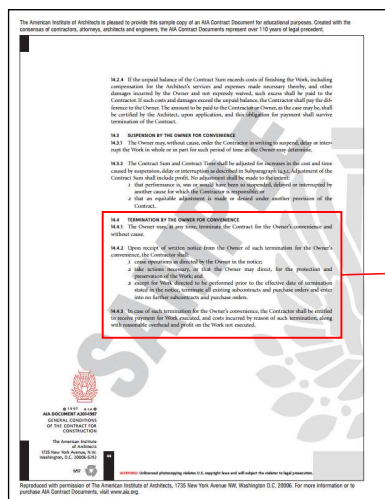 The American Institute of Architects is pleased to provide this sample copy of an AIA Contract Document for educational purposes. Created with the
consensus of contractors, attorneys, architects and engineers, the AIA Contract Documents represent over 110 years of legal precedent.
14.2.4 If the unpaid balance of the Contract Sum exceeds costs of finishing the Work, including
compensation for the Architect's services and expenses made necessary thereby, and other
damages incurred by the Owner and not expressly waived, such excess shall be paid to the
Contractor. If such costs and damages exceed the unpaid balance, the Contractor shall pay the dif-
ference to the Owner. The amount to be paid to the Contractor or Owner, as the case may be, shall
be certified by the Architect, upon application, and this obligation for payment shall survive
termination of the Contract.
14.3 SUSPENSION BY THE OWNER FOR CONVENIENCE
14.3.1 The Owner may, without cause, order the Contractor in writing to suspend, delay or inter-
rupt the Work in whole or in part for such period of time as the Owner may determine.
14.3.2 The Contract Sum and Contract Time shall be adjusted for increases in the cost and time
caused by suspension, delay or interruption as described in Subparagraph 14.3.1. Adjustment of the
Contract Sum shall include profit. No adjustment shall be made to the extent:
.1 that performance is, was or would have been so suspended, delayed or interrupted by
another cause for which the Contractor is responsible; or
.2 that an equitable adjustment is made or denied under another provision of the
Contract.
14.4 TERMINATION BY THE OWNER FOR CONVENIENCE
14.4.1 The Owner may, at any time, terminate the Contract for the Owner's convenience and
without cause.
14.4.2 Upon receipt of written notice from the Owner of such termination for the Owner's
convenience, the Contractor shall:
.1 cease operations as directed by the Owner in the notice;
.2 take actions necessary, or that the Owner may direct, for the protection and
preservation of the Work; and
.3 except for Work directed to be performed prior to the effective date of termination
stated in the notice, terminate all existing subcontracts and purchase orders and enter
into no further subcontracts and purchase orders.
14.4.3 In case of such termination for the Owner's convenience, the Contractor shall be entitled
to receive payment for Work executed, and costs incurred by reason of such termination, along
with reasonable overhead and profit on the Work not executed.
SAMPLE
© 1997 AIA®
AIA DOCUMENT A201-1997
GENERAL CONDITIONS
OF THE CONTRACT FOR
CONSTRUCTION
The American Institute
of Architects
1735 New York Avenue, N.W.
Washington, D.C. 20006-5292
44
WARNING: Unlicensed photocopying violates U.S. copyright laws and will subject the violator to legal prosecution.
Reproduced with permission of The American Institute of Architects, 1735 New York Avenue NW, Washington, D.C. 20006. For more information or to
purchase AIA Contract Documents, visit www.aia.org.